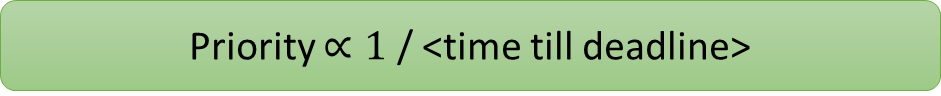 Priority ∝ 1 / <time till deadline>